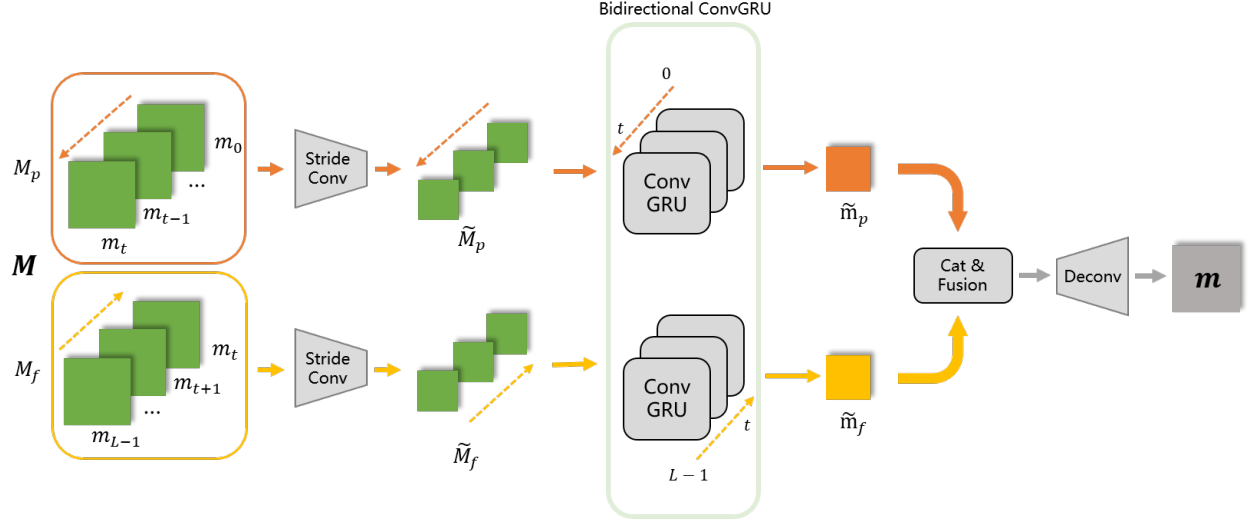 Bidirectional ConvGRU
0
t
M_p
m_0
...
m_{t-1}
m_t
Stride
Conv
M̃_p
Conv
GRU
m̃_p
M
Cat &
Fusion
Deconv
m
M_f
m_t
m_{t+1}
...
m_{L-1}
Stride
Conv
M̃_f
Conv
GRU
t
L − 1
m̃_f